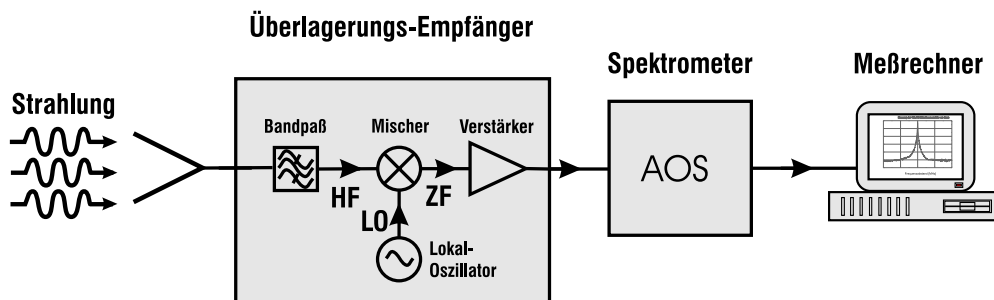 Überlagerungs-Empfänger
Spektrometer
Meßrechner
Strahlung
Bandpaß
Mischer
Verstärker
HF
ZF
LO
Lokal-
Oszillator
AOS